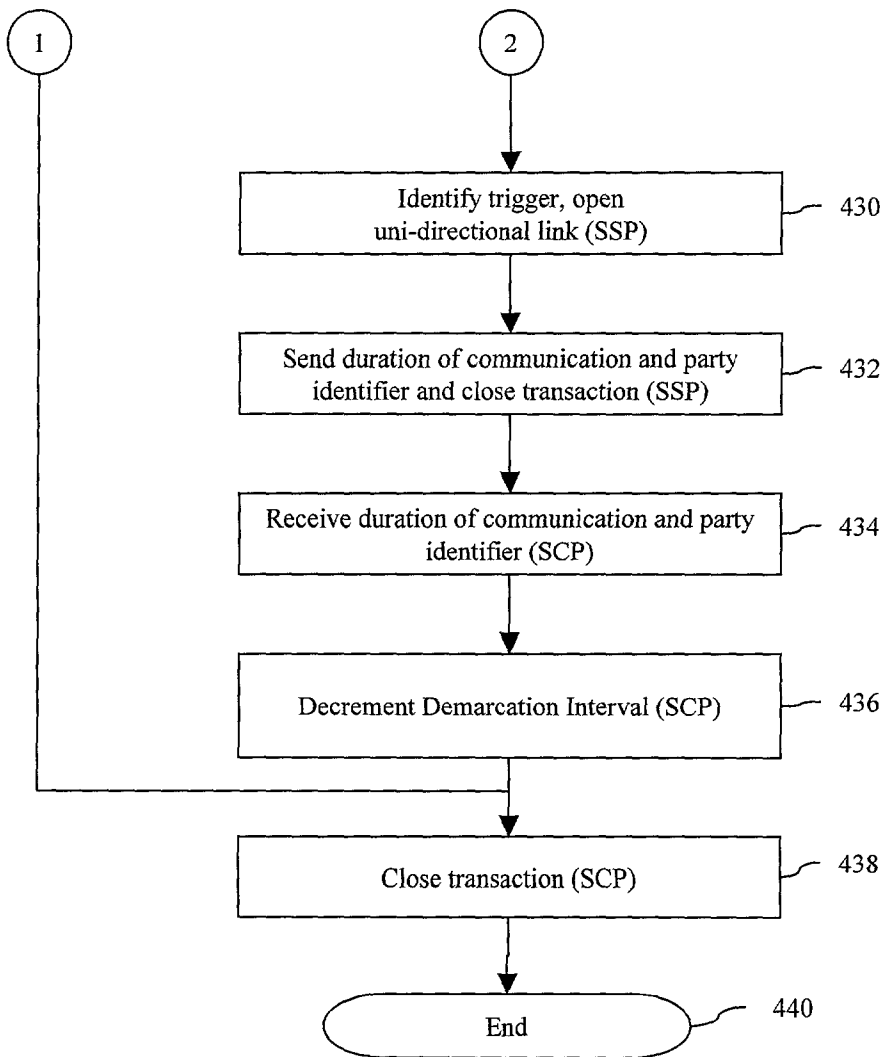 1
2
Identify trigger, open
uni-directional link (SSP)
430
Send duration of communication and party
identifier and close transaction (SSP)
432
Receive duration of communication and party
identifier (SCP)
434
Decrement Demarcation Interval (SCP)
436
Close transaction (SCP)
438
End
440